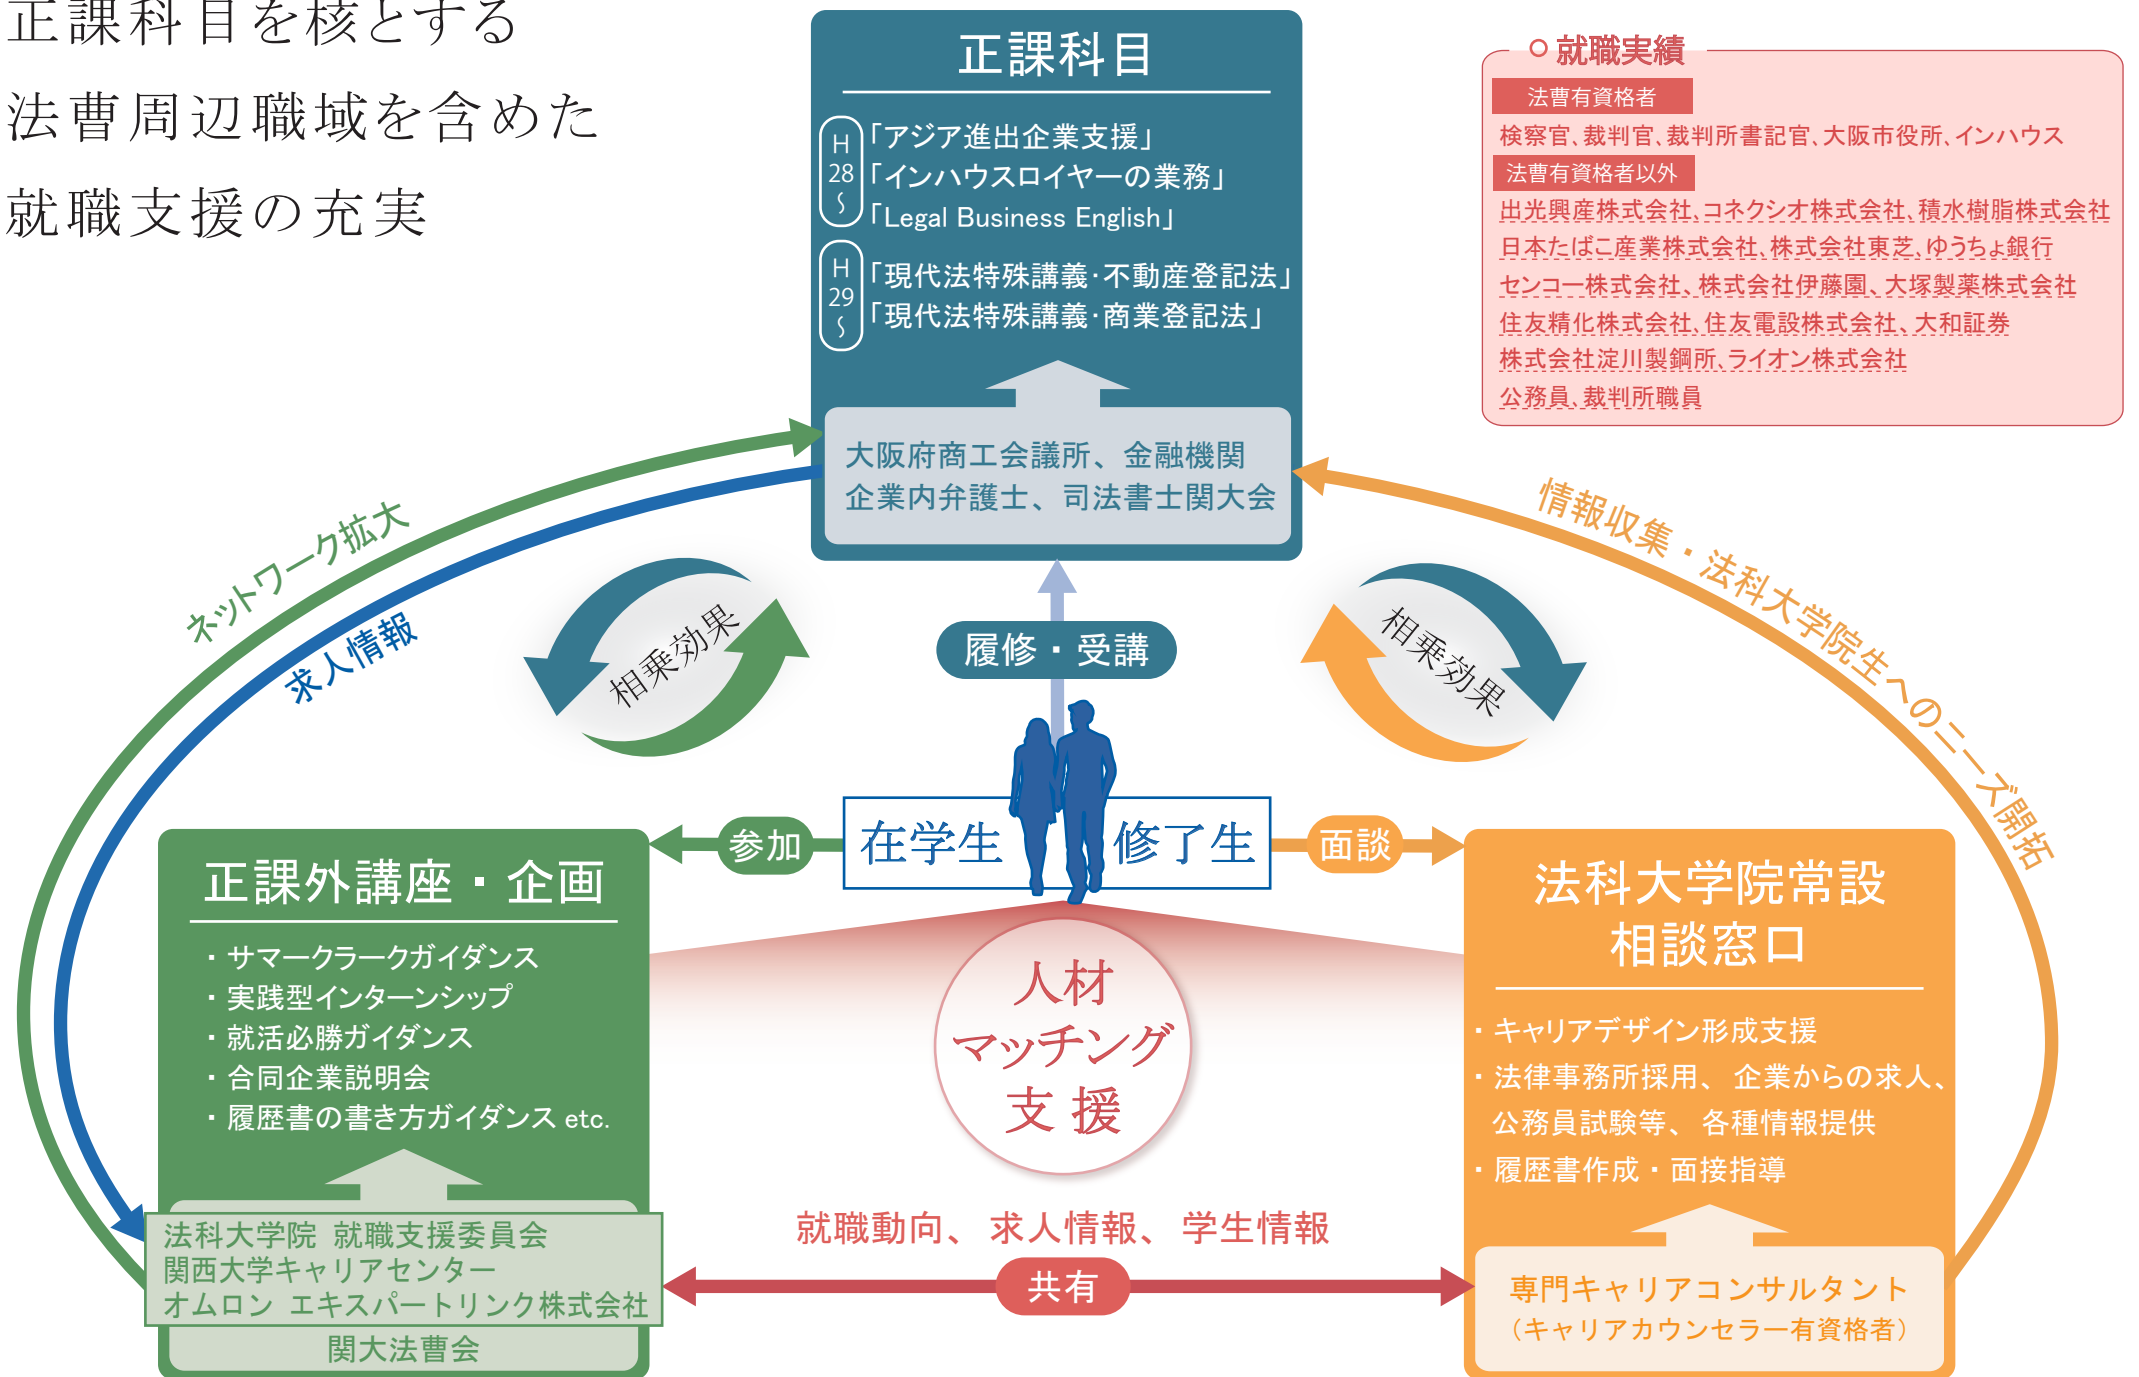 正課科目を核とする
法曹周辺職域を含めた
就職支援の充実
正課科目
H28～
「アジア進出企業支援」
「インハウスロイヤーの業務」
「Legal Business English」
H29～
「現代法特殊講義・不動産登記法」
「現代法特殊講義・商業登記法」
大阪府商工会議所、金融機関
企業内弁護士、司法書士関大会
就職実績
法曹有資格者
検察官、裁判官、裁判所書記官、大阪市役所、インハウス
法曹有資格者以外
出光興産株式会社、コネクシオ株式会社、積水樹脂株式会社
日本たばこ産業株式会社、株式会社東芝、ゆうちょ銀行
センコー株式会社、株式会社伊藤園、大塚製薬株式会社
住友精化株式会社、住友電設株式会社、大和証券
株式会社淀川製鋼所、ライオン株式会社
公務員、裁判所職員
ネットワーク拡大
求人情報
相乗効果
履修・受講
相乗効果
情報収集・法科大学院生へのニーズ開拓
参加
在学生
修了生
面談
正課外講座・企画
・サマークラークガイダンス
・実践型インターンシップ
・就活必勝ガイダンス
・合同企業説明会
・履歴書の書き方ガイダンス etc.
法科大学院 就職支援委員会
関西大学キャリアセンター
オムロン エキスパートリンク株式会社
関大法曹会
人材
マッチング
支援
就職動向、求人情報、学生情報
共有
法科大学院常設
相談窓口
・キャリアデザイン形成支援
・法律事務所採用、企業からの求人、
公務員試験等、各種情報提供
・履歴書作成・面接指導
専門キャリアコンサルタント
（キャリアカウンセラー有資格者）